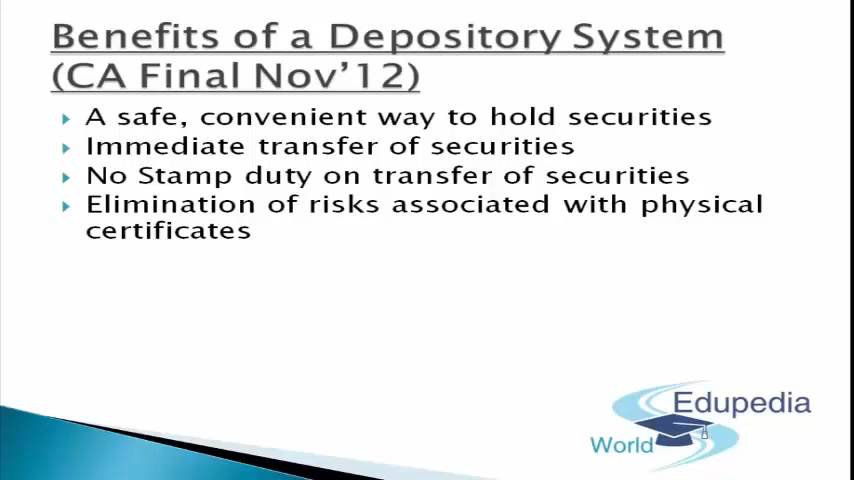 Benefits of a Depository System
(CA Final Nov’12)
A safe, convenient way to hold securities
Immediate transfer of securities
No Stamp duty on transfer of securities
Elimination of risks associated with physical
certificates
Edupedia
World